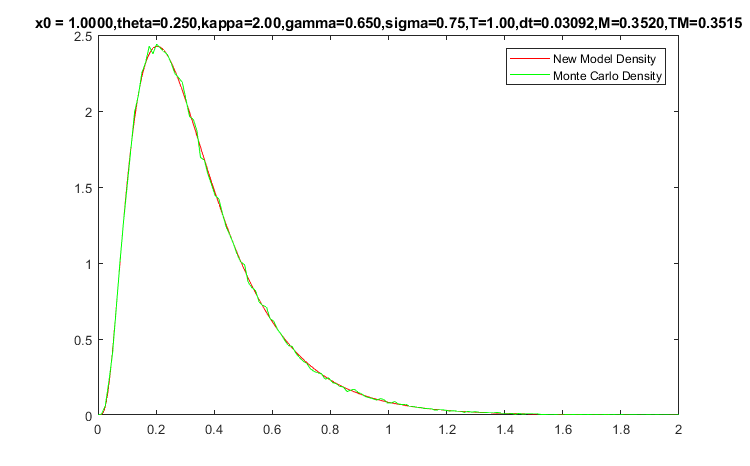 x0 = 1.0000,theta=0.250,kappa=2.00,gamma=0.650,sigma=0.75,T=1.00,dt=0.03092,M=0.3520,TM=0.3515
2.5
New Model Density
Monte Carlo Density
2
1.5
1
0.5
0
0 0.2 0.4 0.6 0.8 1 1.2 1.4 1.6 1.8 2